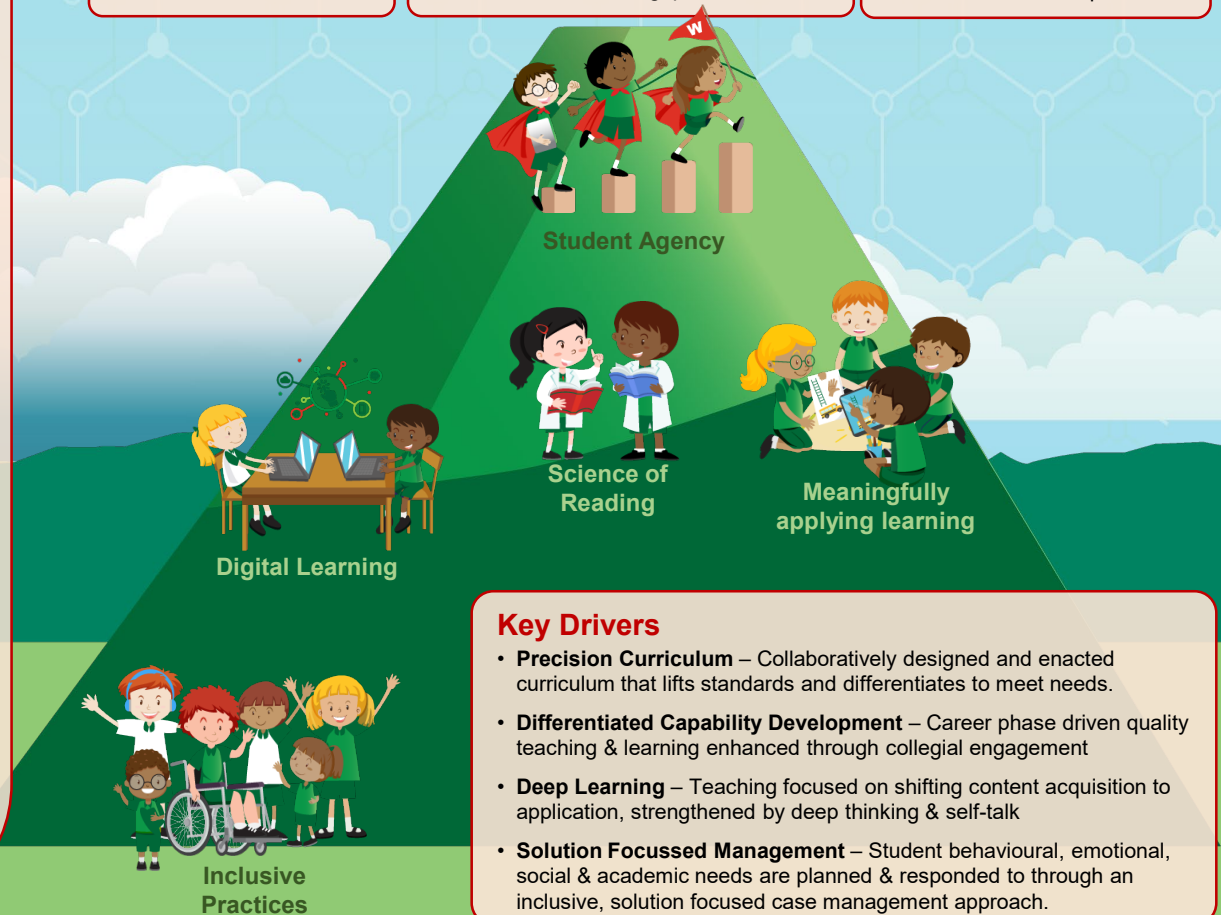 W
Student Agency
Science of
Reading
Meaningfully
applying learning
Digital Learning
Key Drivers
• Precision Curriculum – Collaboratively designed and enacted
curriculum that lifts standards and differentiates to meet needs.
• Differentiated Capability Development – Career phase driven quality
teaching & learning enhanced through collegial engagement
• Deep Learning – Teaching focused on shifting content acquisition to
application, strengthened by deep thinking & self-talk
• Solution Focussed Management – Student behavioural, emotional,
social & academic needs are planned & responded to through an
inclusive, solution focused case management approach.
Inclusive
Practices